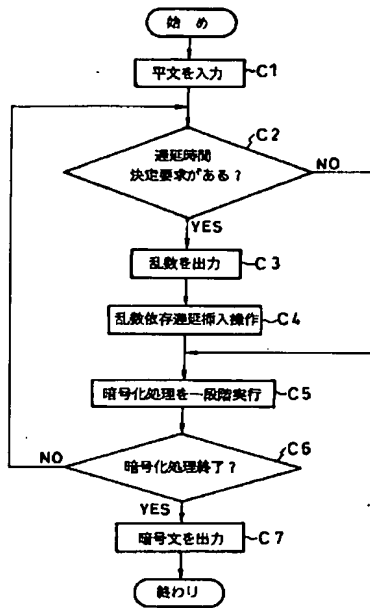 始め
平文を入力 C1
C2
遅延時間
決定要求がある？ NO
YES
乱数を出力 C3
乱数依存遅延挿入操作 C4
暗号化処理を一段階実行 C5
C6
NO 暗号化処理終了？
YES
暗号文を出力 C7
終わり